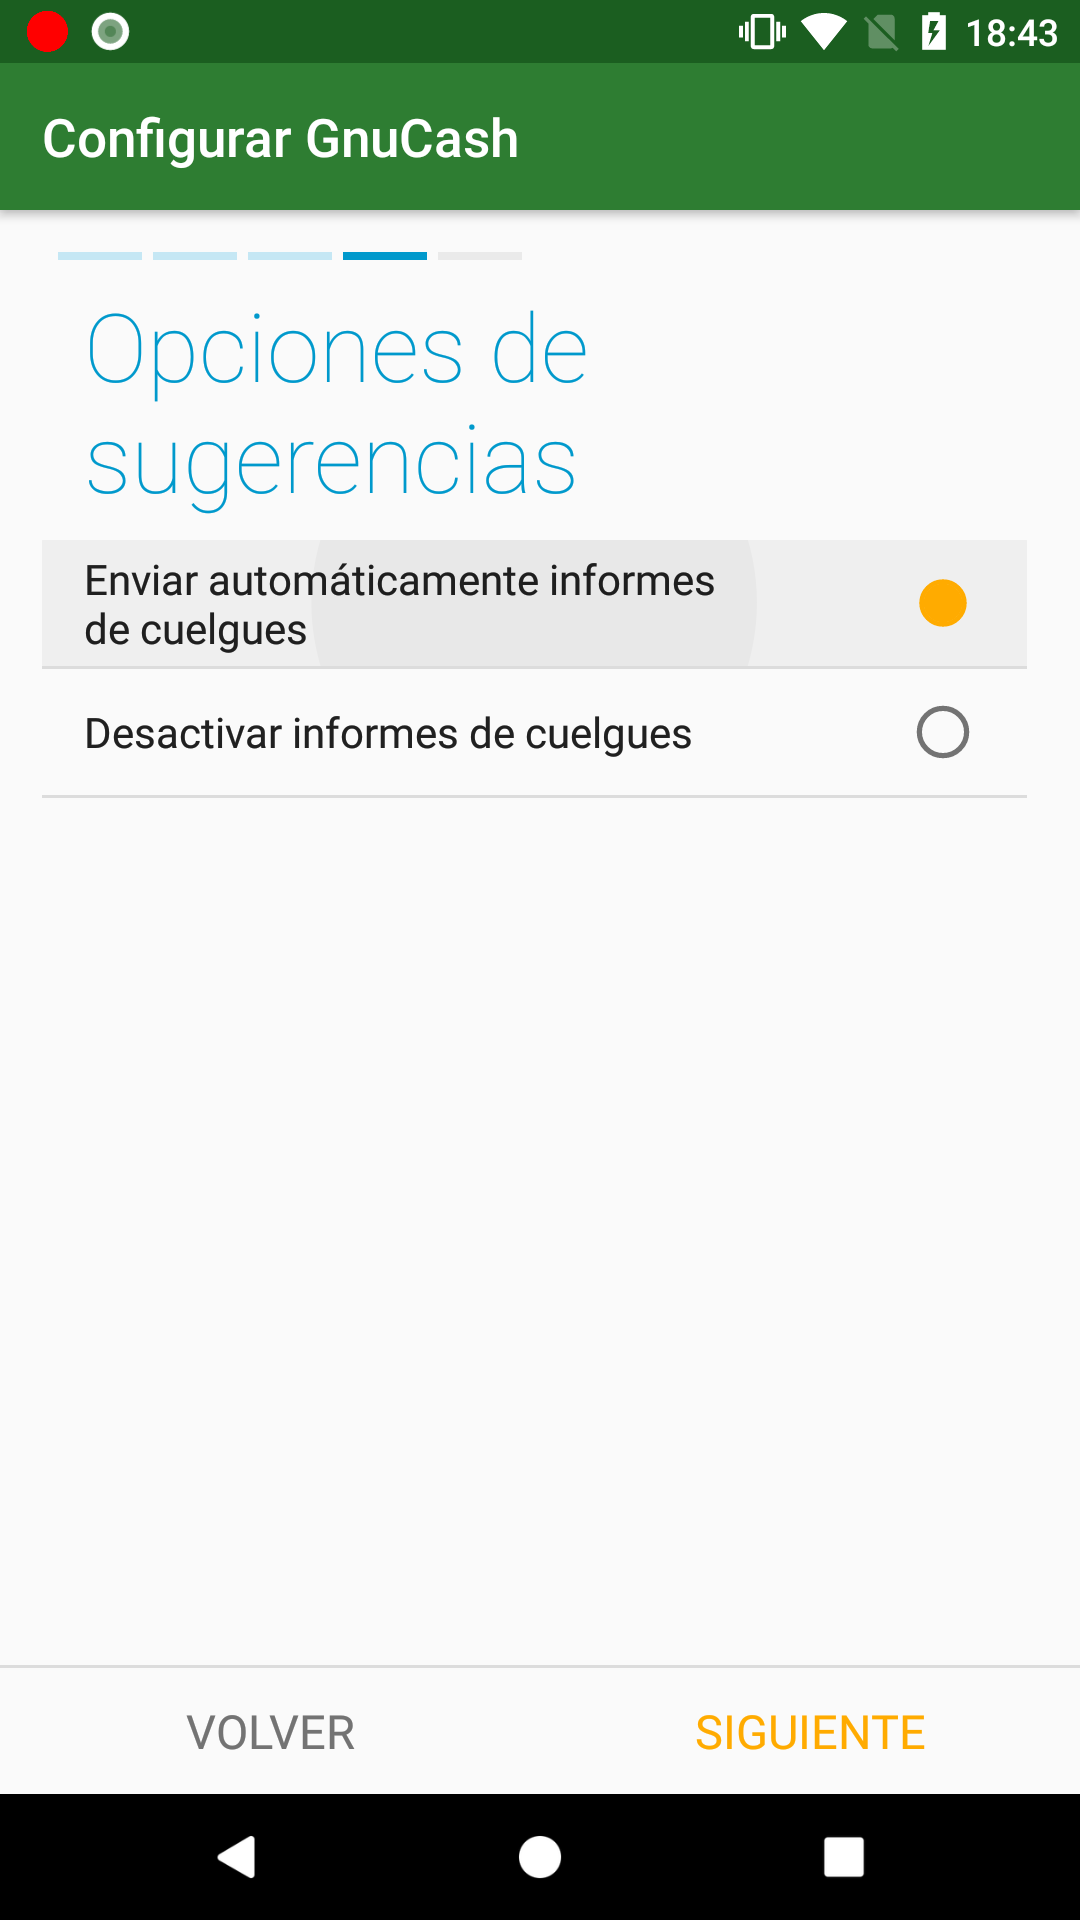 18:43
Configurar GnuCash
Opciones de
sugerencias
Enviar automáticamente informes
de cuelgues
Desactivar informes de cuelgues
VOLVER
SIGUIENTE